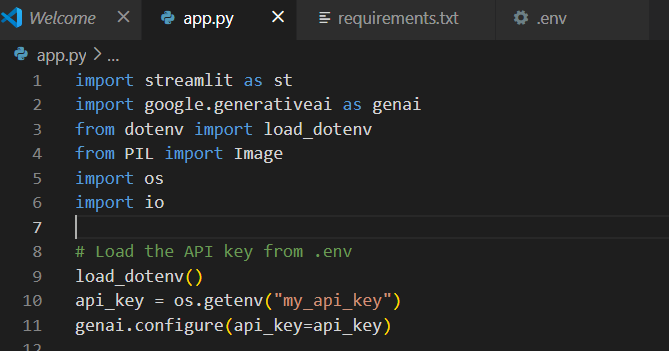 Welcome app.py requirements.txt .env
app.py > ...
1 import streamlit as st
2 import google.generativeai as genai
3 from dotenv import load_dotenv
4 from PIL import Image
5 import os
6 import io
7
8 # Load the API key from .env
9 load_dotenv()
10 api_key = os.getenv("my_api_key")
11 genai.configure(api_key=api_key)
12